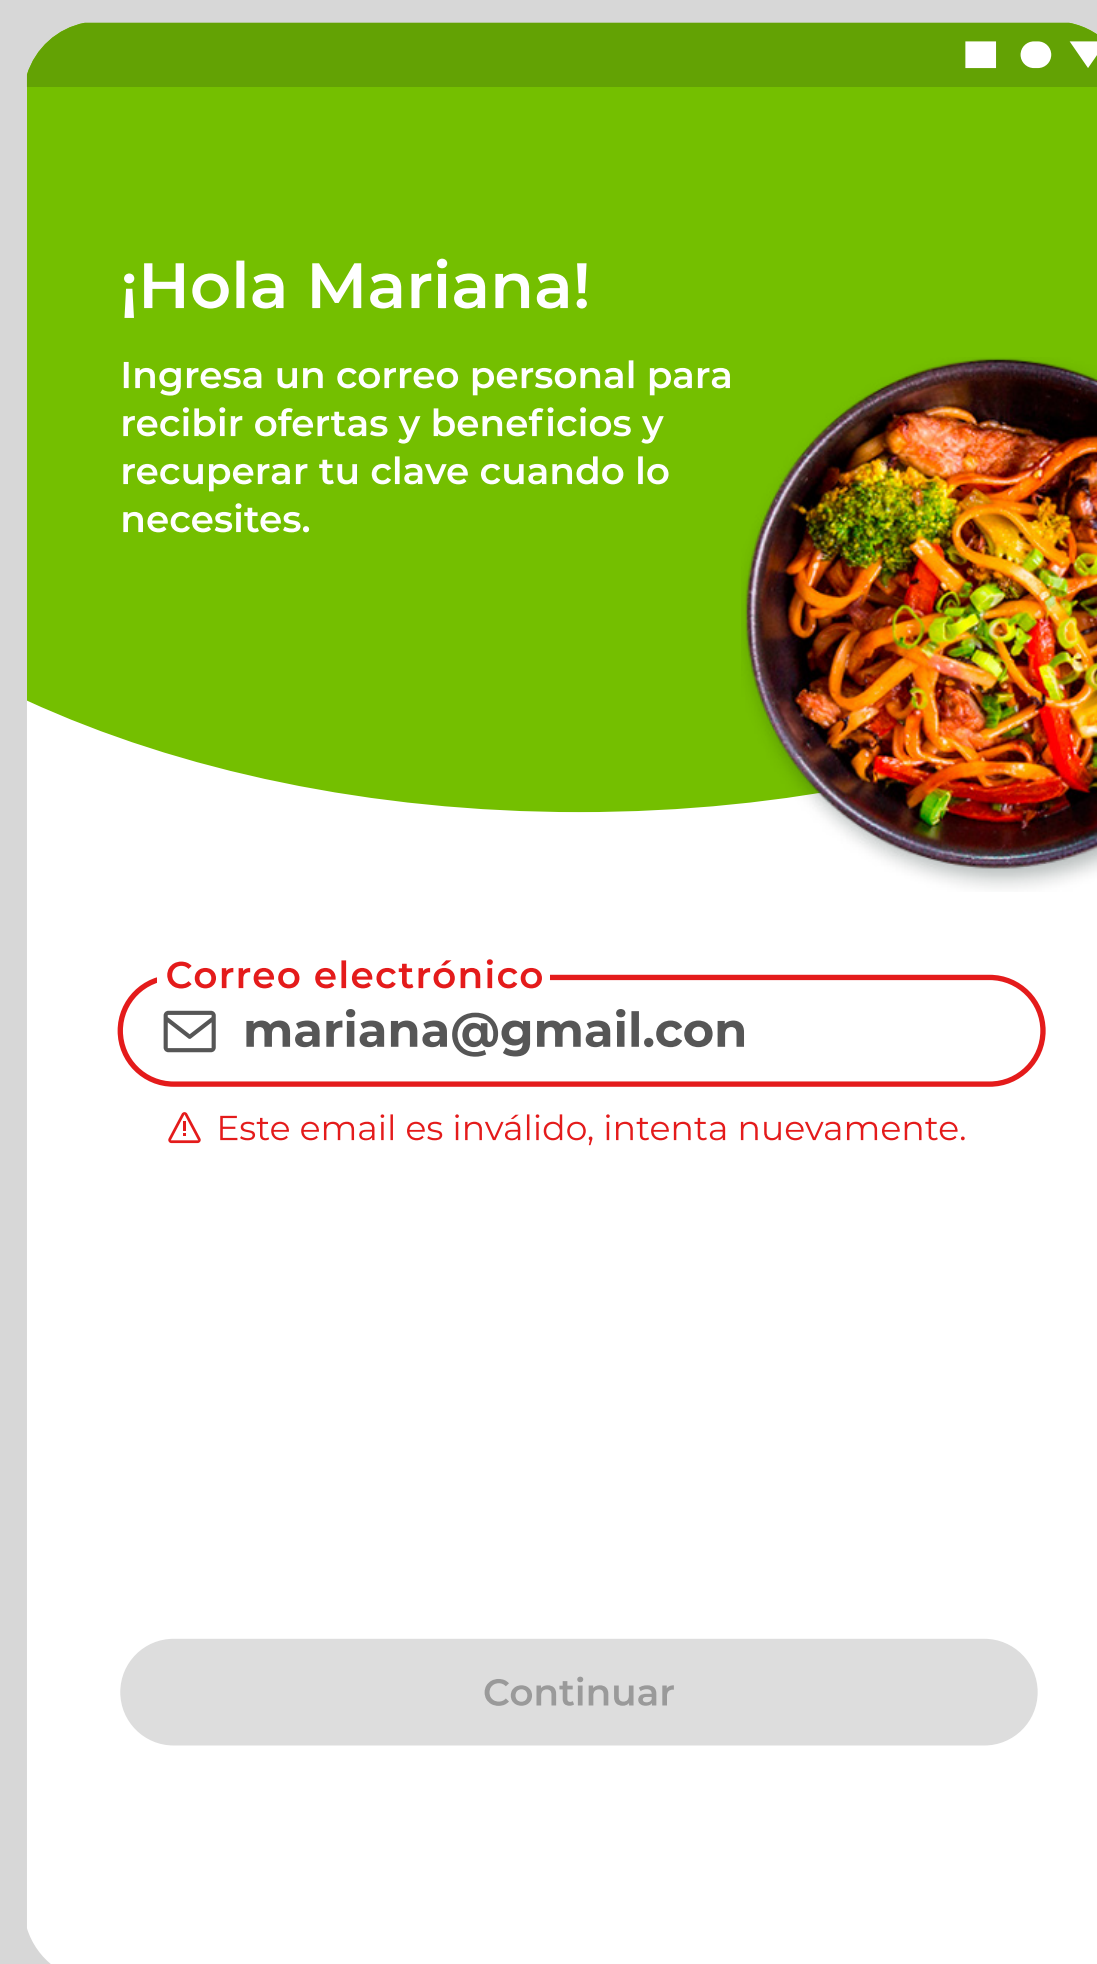 ¡Hola Mariana!
Ingresa un correo personal para
recibir ofertas y beneficios y
recuperar tu clave cuando lo
necesites.
Correo electrónico
mariana@gmail.con
Este email es inválido, intenta nuevamente.
Continuar